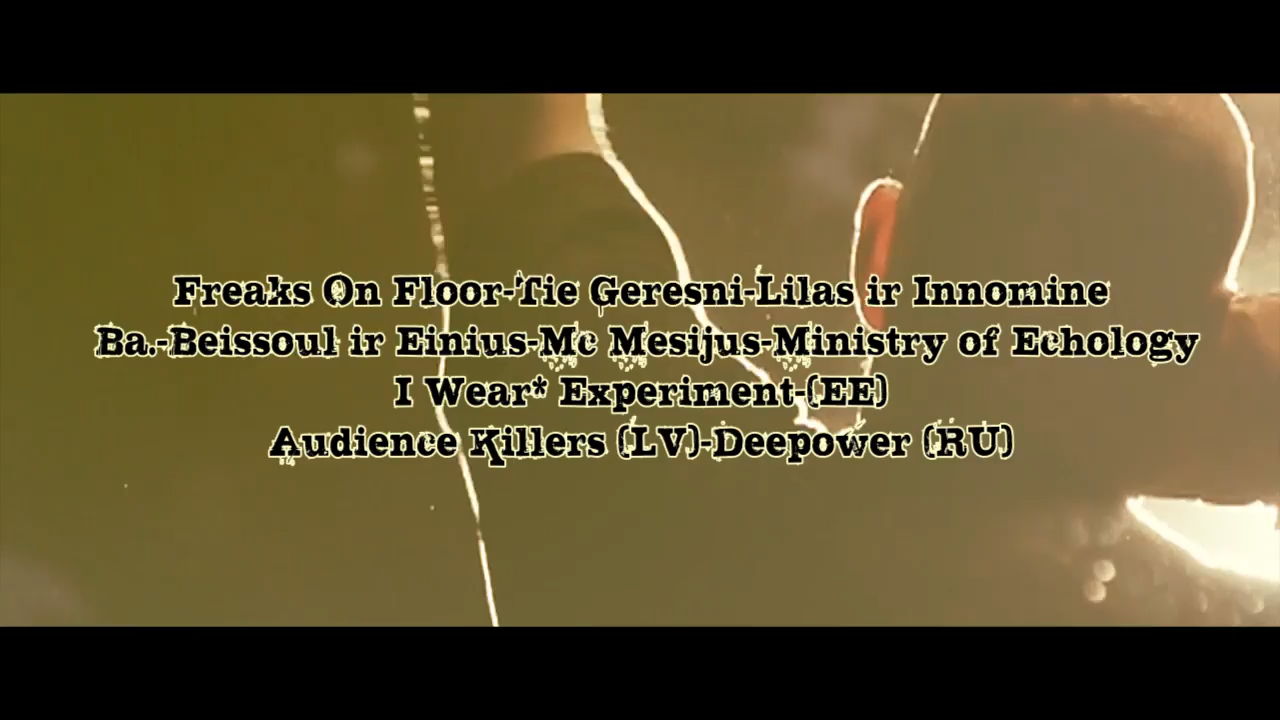 Freaks On Floor-Tie Geresni-Lilas ir Innomine
Ba.-Beissoul ir Einius-Mc Mesijus-Ministry of Echology
I Wear* Experiment-(EE)
Audience Killers (LV)-Deepower (RU)